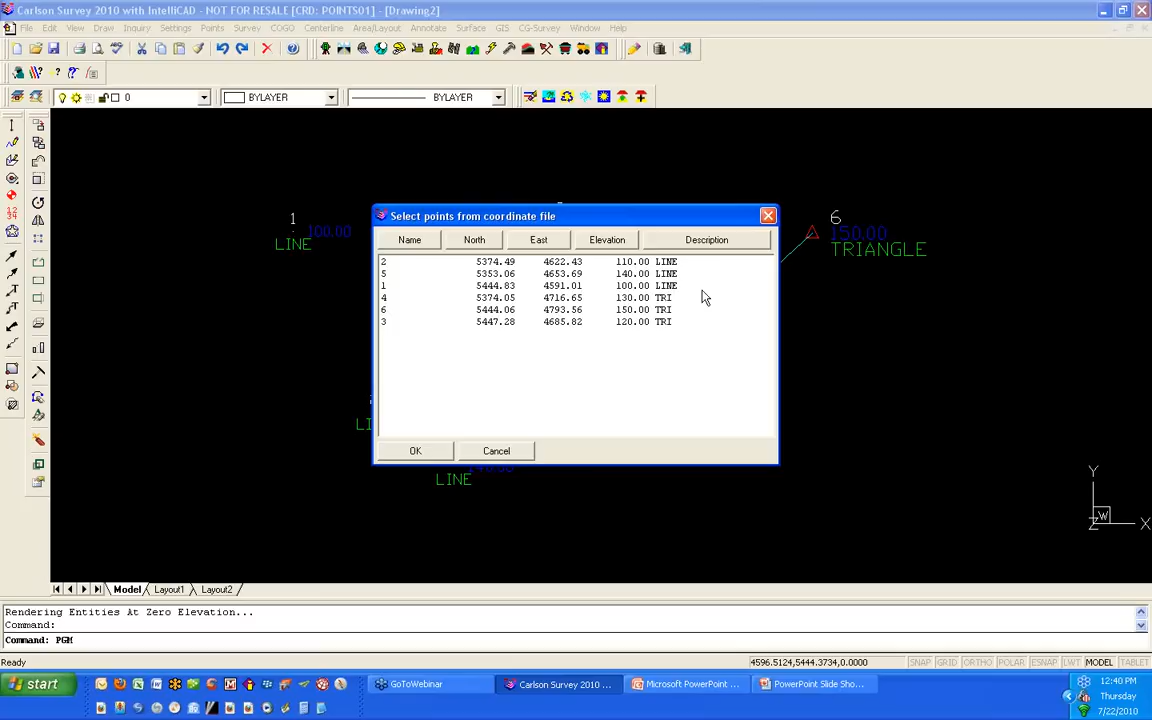 Carlson Survey 2010 with IntelliCAD - NOT FOR RESALE [CRD: POINTS01] - [Drawing2]
File Edit View Draw Inquiry Settings Points Survey COGO Centerline Area/Layout Annotate Surface GIS CG-Survey Window Help
0 BYLAYER BYLAYER
1
100.00
LINE
6
150.00
TRIANGLE
Select points from coordinate file
Name North East Elevation Description
2 5374.49 4622.43 110.00 LINE
5 5353.06 4653.69 140.00 LINE
1 5444.83 4591.01 100.00 LINE
4 5374.05 4716.65 130.00 TRI
6 5444.06 4793.56 150.00 TRI
3 5447.28 4685.82 120.00 TRI
OK Cancel
LINE
Y
W
Z X
Model Layout1 Layout2
Rendering Entities At Zero Elevation...
Command:
Command: PGM
Ready 4596.5124,5444.3734,0.0000 SNAP GRID ORTHO POLAR ESNAP LWT MODEL TABLET
start GoToWebinar Carlson Survey 2010 ... Microsoft PowerPoint ... PowerPoint Slide Sho...
12:40 PM
Thursday
7/22/2010